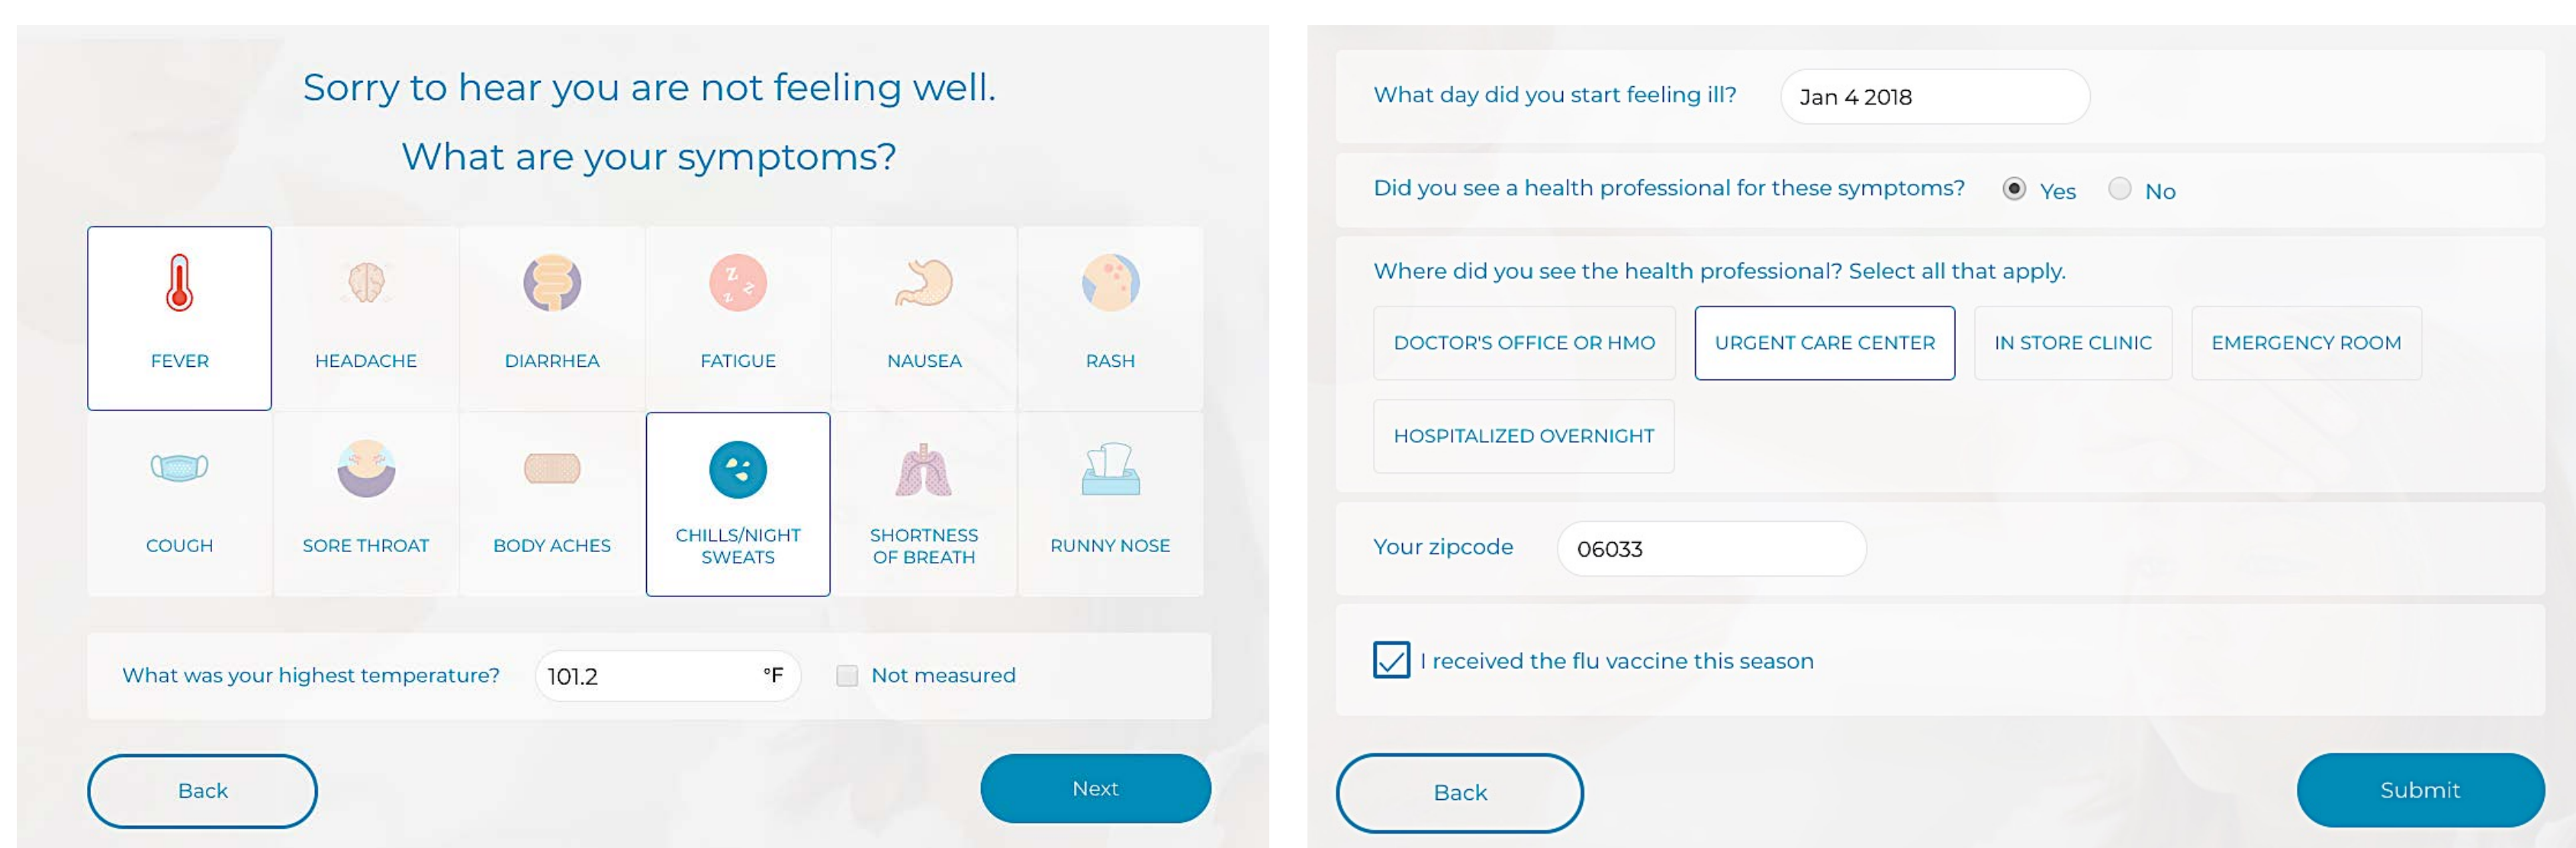 Sorry to hear you are not feeling well.
What are your symptoms?
FEVER
HEADACHE
DIARRHEA
Z Z Z
FATIGUE
NAUSEA
RASH
COUGH
SORE THROAT
BODY ACHES
CHILLS/NIGHT
SWEATS
SHORTNESS
OF BREATH
RUNNY NOSE
What was your highest temperature? 101.2 °F Not measured
Back
Next
What day did you start feeling ill? Jan 4 2018
Did you see a health professional for these symptoms? Yes No
Where did you see the health professional? Select all that apply.
DOCTOR'S OFFICE OR HMO
URGENT CARE CENTER
IN STORE CLINIC
EMERGENCY ROOM
HOSPITALIZED OVERNIGHT
Your zipcode 06033
I received the flu vaccine this season
Back
Submit